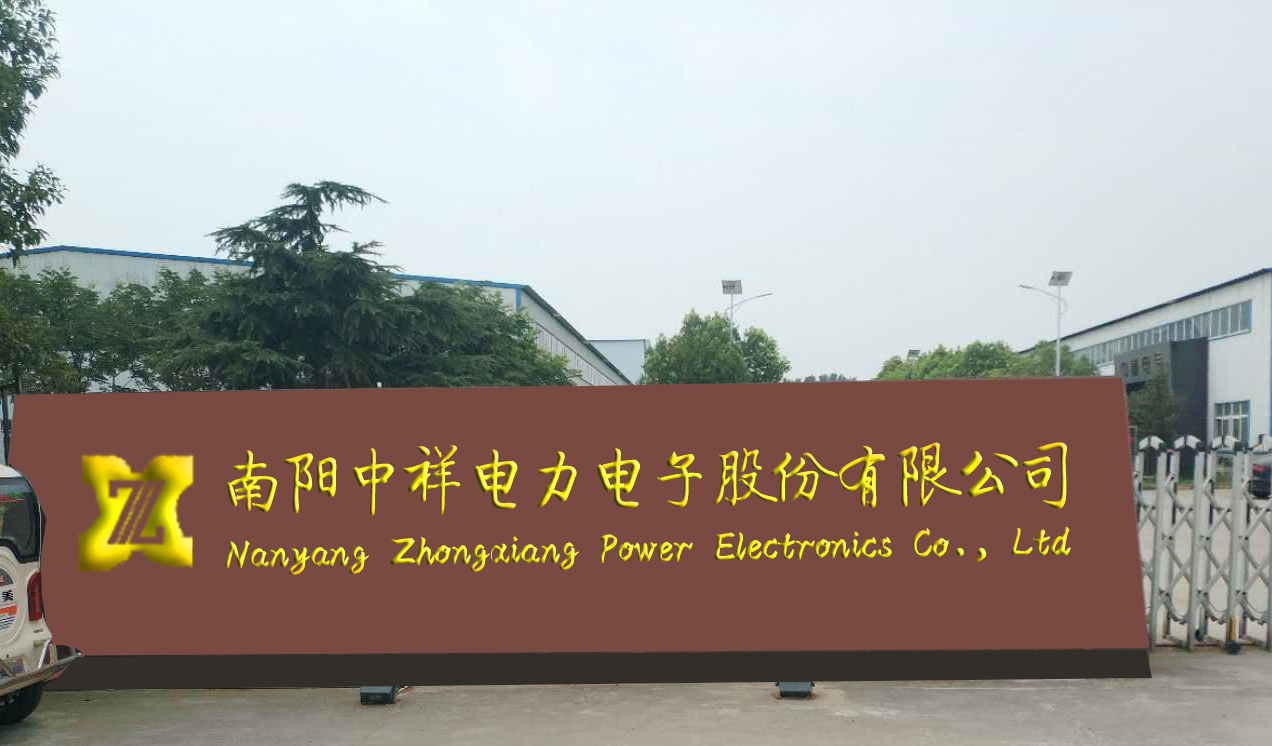 南阳中祥电力电子股份有限公司
Nanyang Zhongxiang Power Electronics Co., Ltd
美